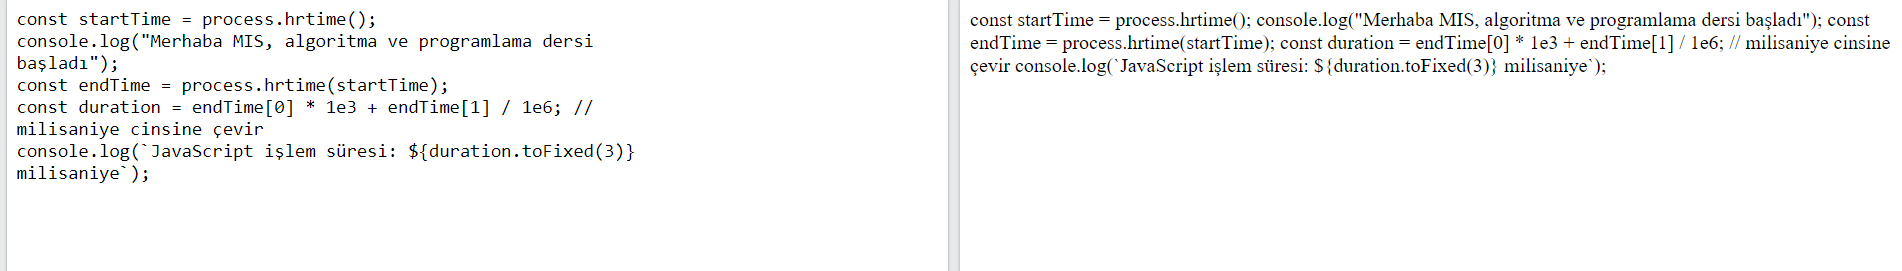 const startTime = process.hrtime();
console.log("Merhaba MIS, algoritma ve programlama dersi
başladı");
const endTime = process.hrtime(startTime);
const duration = endTime[0] * 1e3 + endTime[1] / 1e6; //
milisaniye cinsine çevir
console.log(`JavaScript işlem süresi: ${duration.toFixed(3)}
milisaniye`);
const startTime = process.hrtime(); console.log("Merhaba MIS, algoritma ve programlama dersi başladı"); const
endTime = process.hrtime(startTime); const duration = endTime[0] * 1e3 + endTime[1] / 1e6; // milisaniye cinsine
çevir console.log(`JavaScript işlem süresi: ${duration.toFixed(3)} milisaniye`);